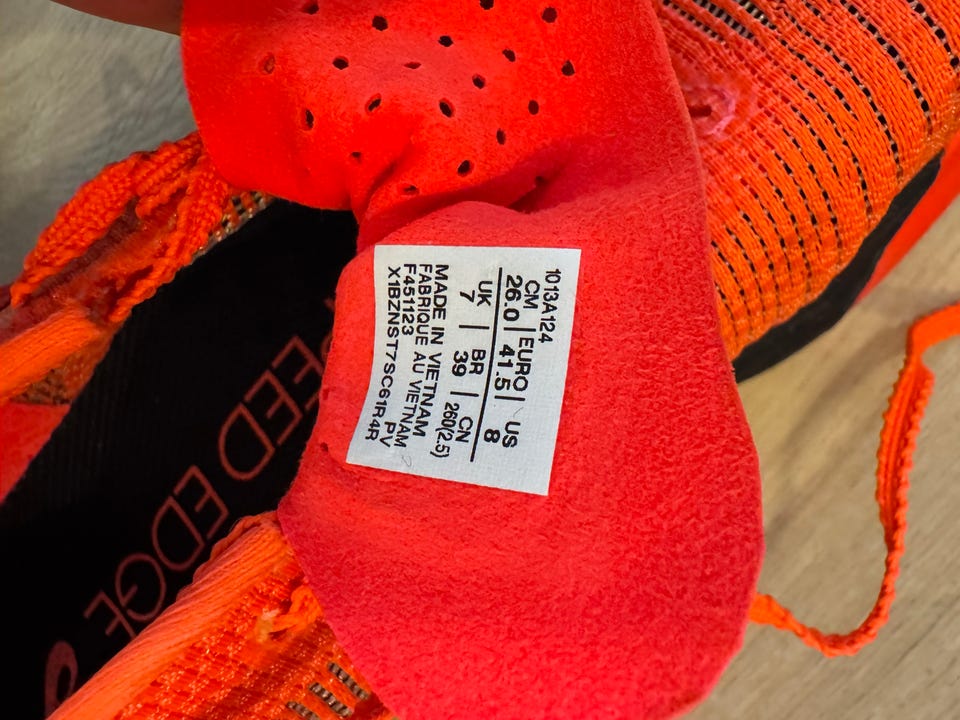 1013A124
CM | EURO | US
26.0 | 41.5 | 8
UK | BR | CN
7 | 39 | 260(2.5)
MADE IN VIETNAM
FABRIQUE AU VIETNAM
F451123 PV
X1BZNST7SC61R4R
EED EDGE